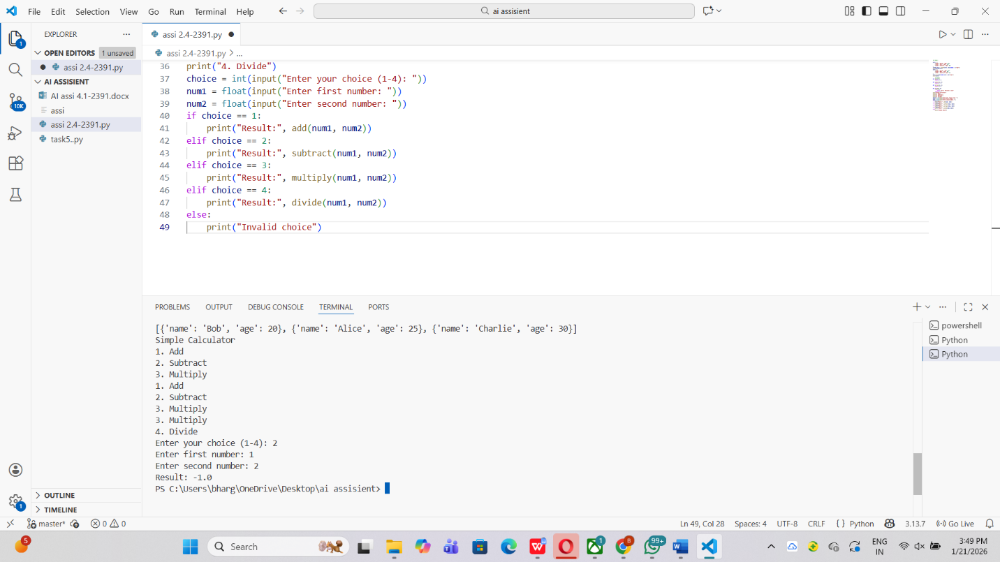 File Edit Selection View Go Run Terminal Help
ai assisient
EXPLORER
1
OPEN EDITORS 1 unsaved
assi 2.4-2391.py
AI ASSISIENT
AI assi 4.1-2391.docx
assi
assi 2.4-2391.py
task5..py
10K
OUTLINE
TIMELINE
1
assi 2.4-2391.py
assi 2.4-2391.py > ...
36 print("4. Divide")
37 choice = int(input("Enter your choice (1-4): "))
38 num1 = float(input("Enter first number: "))
39 num2 = float(input("Enter second number: "))
40 if choice == 1:
41 print("Result:", add(num1, num2))
42 elif choice == 2:
43 print("Result:", subtract(num1, num2))
44 elif choice == 3:
45 print("Result:", multiply(num1, num2))
46 elif choice == 4:
47 print("Result:", divide(num1, num2))
48 else:
49 print("Invalid choice")
PROBLEMS OUTPUT DEBUG CONSOLE TERMINAL PORTS
[{'name': 'Bob', 'age': 20}, {'name': 'Alice', 'age': 25}, {'name': 'Charlie', 'age': 30}]
Simple Calculator
1. Add
2. Subtract
3. Multiply
1. Add
2. Subtract
3. Multiply
3. Multiply
4. Divide
Enter your choice (1-4): 2
Enter first number: 1
Enter second number: 2
Result: -1.0
PS C:\Users\bharg\OneDrive\Desktop\ai assisient>
powershell
Python
Python
master* 0 0 Ln 49, Col 28 Spaces: 4 UTF-8 CRLF { } Python 3.13.7 Go Live
5
Search
1
B
99+
ENG
IN
3:49 PM
1/21/2026